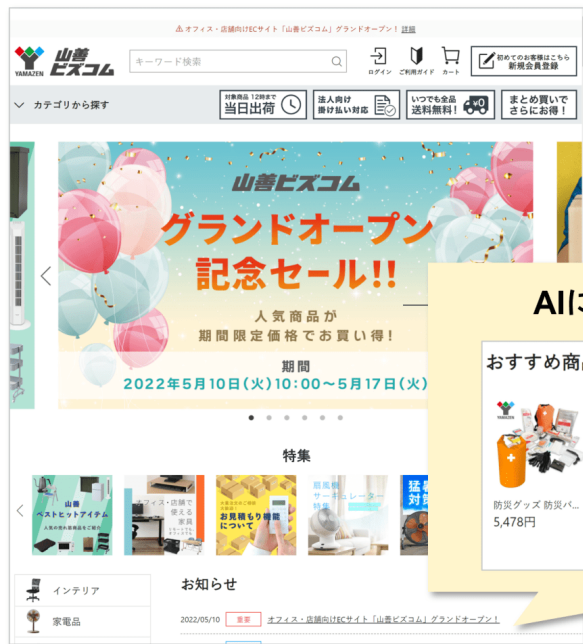 オフィス・店舗向けECサイト「山善ビズコム」グランドオープン! 詳細
YAMAZEN
山善
ビズコム
キーワード検索
ログイン
ご利用ガイド
カート
初めてのお客様はこちら
新規会員登録
カテゴリから探す
対象商品 12時まで
当日出荷
法人向け
掛け払い対応
いつでも全品
送料無料!
¥0
まとめ買いで
さらにお得!
山善ビズコム
グランドオープン
記念セール!!
人気商品が
期間限定価格でお買い得!
期間
2022年5月10日(火)10:00〜5月17日(火)
AIに
おすすめ商品
YAMAZEN
防災グッズ 防災バ...
5,478円
特集
山善
ベストヒットアイテム
人気の売れ筋商品をご紹介
オフィス・店舗で
使える
家具
お見積もり機能
について
扇風機
サーキュレーター
特集
猛暑
対策
インテリア
家電品
お知らせ
2022/05/10
重要
オフィス・店舗向けECサイト「山善ビズコム」グランドオープン!